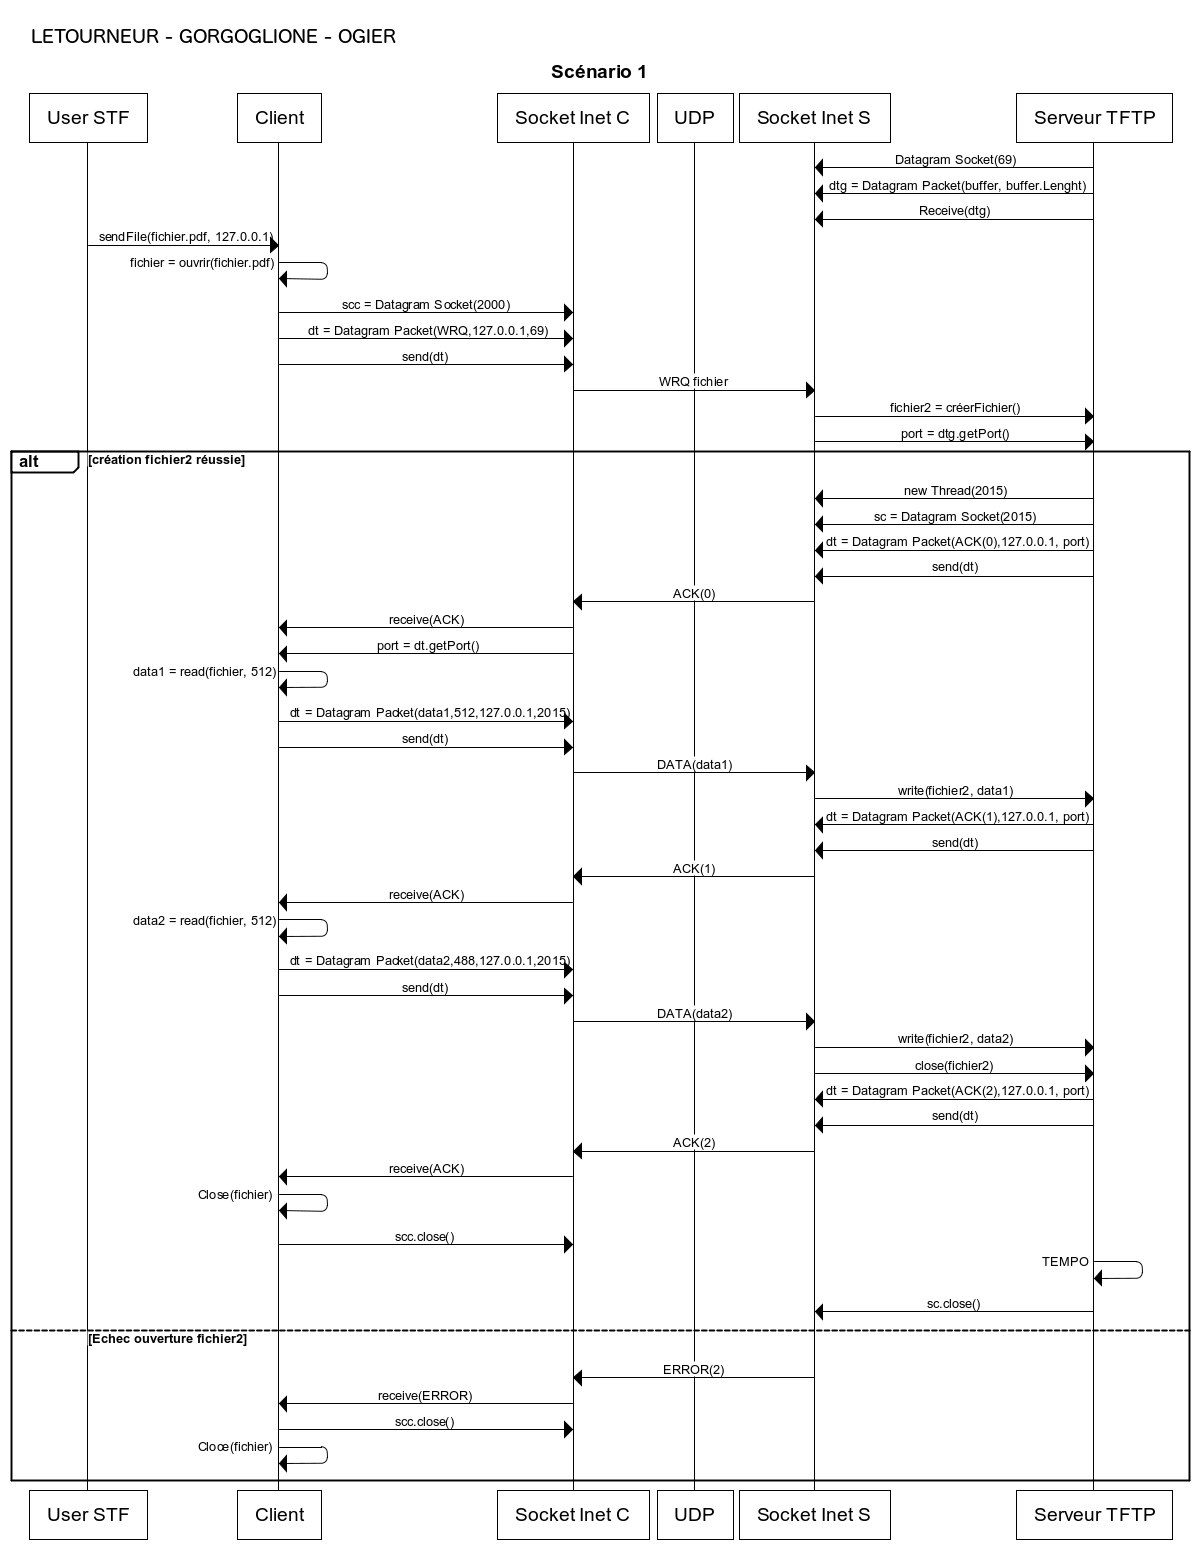 LETOURNEUR - GORGOGLIONE - OGIER
Scénario 1
User STF
Client
Socket Inet C
UDP
Socket Inet S
Serveur TFTP
Datagram Socket(69)
dtg = Datagram Packet(buffer, buffer.Lenght)
Receive(dtg)
sendFile(fichier.pdf, 127.0.0.1)
fichier = ouvrir(fichier.pdf)
scc = Datagram Socket(2000)
dt = Datagram Packet(WRQ,127.0.0.1,69)
send(dt)
WRQ fichier
fichier2 = créerFichier()
port = dtg.getPort()
alt
[création fichier2 réussie]
new Thread(2015)
sc = Datagram Socket(2015)
dt = Datagram Packet(ACK(0),127.0.0.1, port)
send(dt)
ACK(0)
receive(ACK)
port = dt.getPort()
data1 = read(fichier, 512)
dt = Datagram Packet(data1,512,127.0.0.1,2015)
send(dt)
DATA(data1)
write(fichier2, data1)
dt = Datagram Packet(ACK(1),127.0.0.1, port)
send(dt)
ACK(1)
receive(ACK)
data2 = read(fichier, 512)
dt = Datagram Packet(data2,488,127.0.0.1,2015)
send(dt)
DATA(data2)
write(fichier2, data2)
close(fichier2)
dt = Datagram Packet(ACK(2),127.0.0.1, port)
send(dt)
ACK(2)
receive(ACK)
Close(fichier)
scc.close()
TEMPO
sc.close()
[Echec ouverture fichier2]
ERROR(2)
receive(ERROR)
scc.close()
Close(fichier)
User STF
Client
Socket Inet C
UDP
Socket Inet S
Serveur TFTP